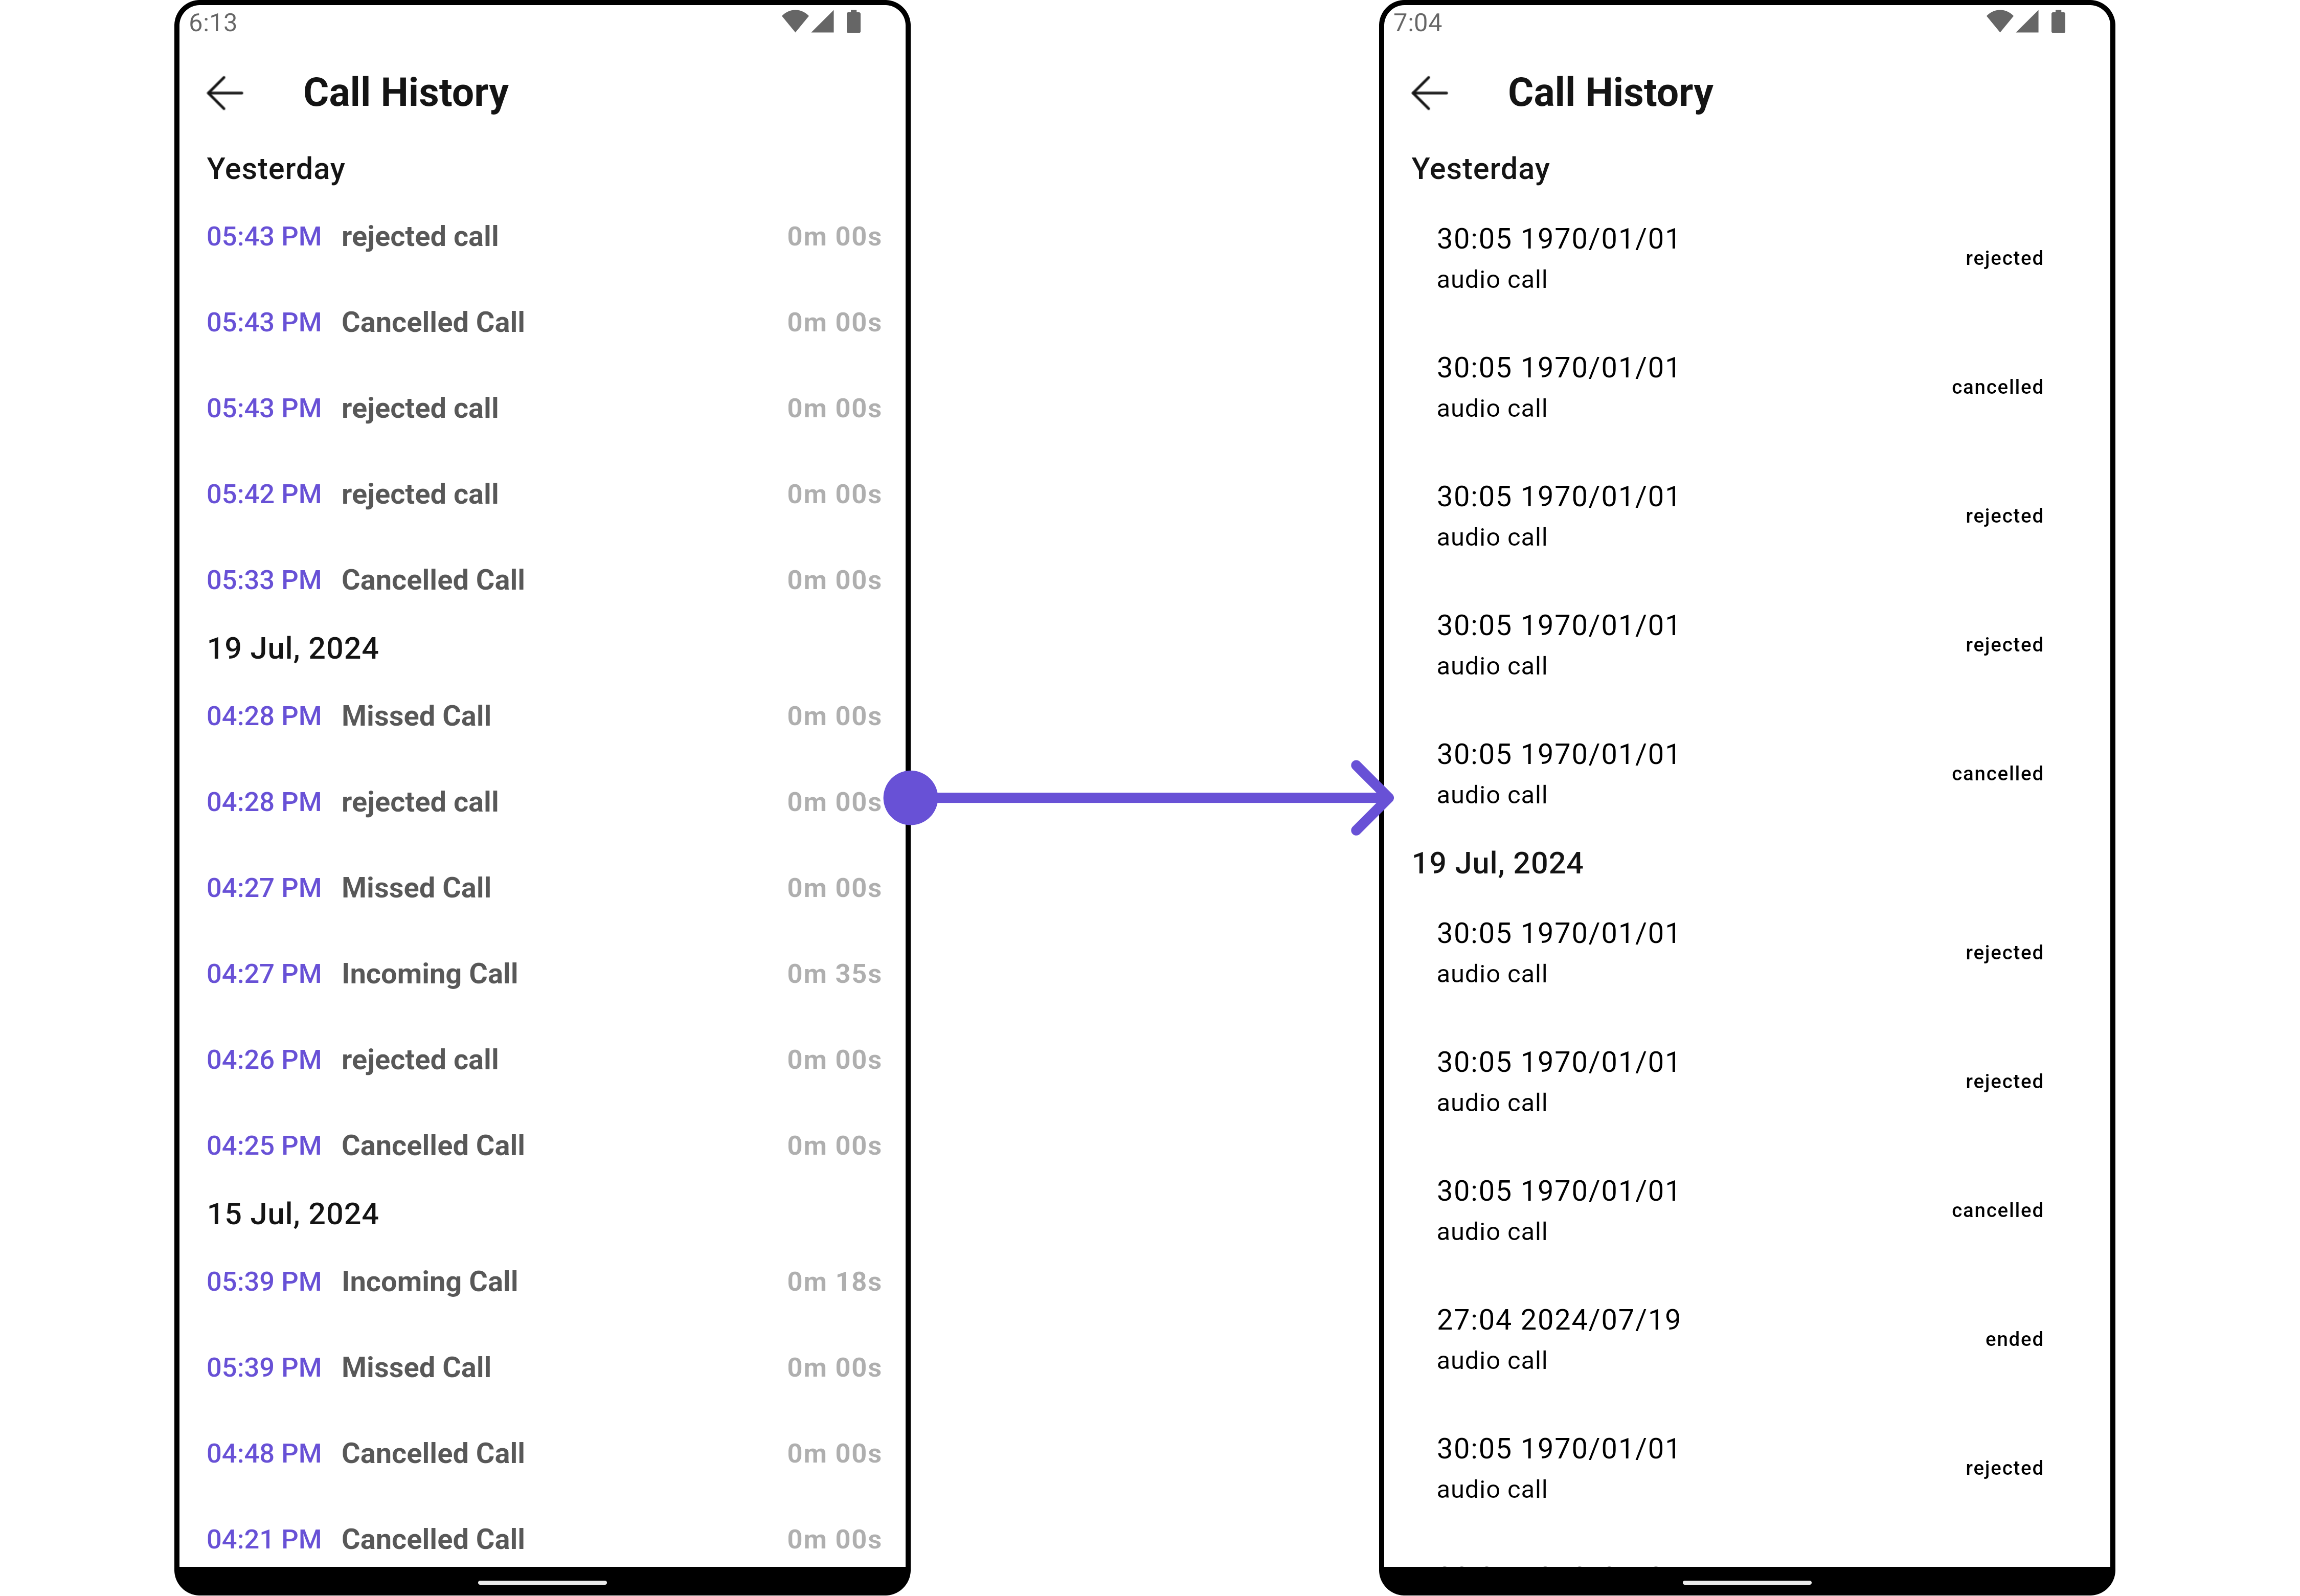 6:13
Call History
Yesterday
05:43 PM rejected call 0m 00s
05:43 PM Cancelled Call 0m 00s
05:43 PM rejected call 0m 00s
05:42 PM rejected call 0m 00s
05:33 PM Cancelled Call 0m 00s
19 Jul, 2024
04:28 PM Missed Call 0m 00s
04:28 PM rejected call 0m 00s
04:27 PM Missed Call 0m 00s
04:27 PM Incoming Call 0m 35s
04:26 PM rejected call 0m 00s
04:25 PM Cancelled Call 0m 00s
15 Jul, 2024
05:39 PM Incoming Call 0m 18s
05:39 PM Missed Call 0m 00s
04:48 PM Cancelled Call 0m 00s
04:21 PM Cancelled Call 0m 00s
7:04
Call History
Yesterday
30:05 1970/01/01
audio call
rejected
30:05 1970/01/01
audio call
cancelled
30:05 1970/01/01
audio call
rejected
30:05 1970/01/01
audio call
rejected
30:05 1970/01/01
audio call
cancelled
19 Jul, 2024
30:05 1970/01/01
audio call
rejected
30:05 1970/01/01
audio call
rejected
30:05 1970/01/01
audio call
cancelled
27:04 2024/07/19
audio call
ended
30:05 1970/01/01
audio call
rejected